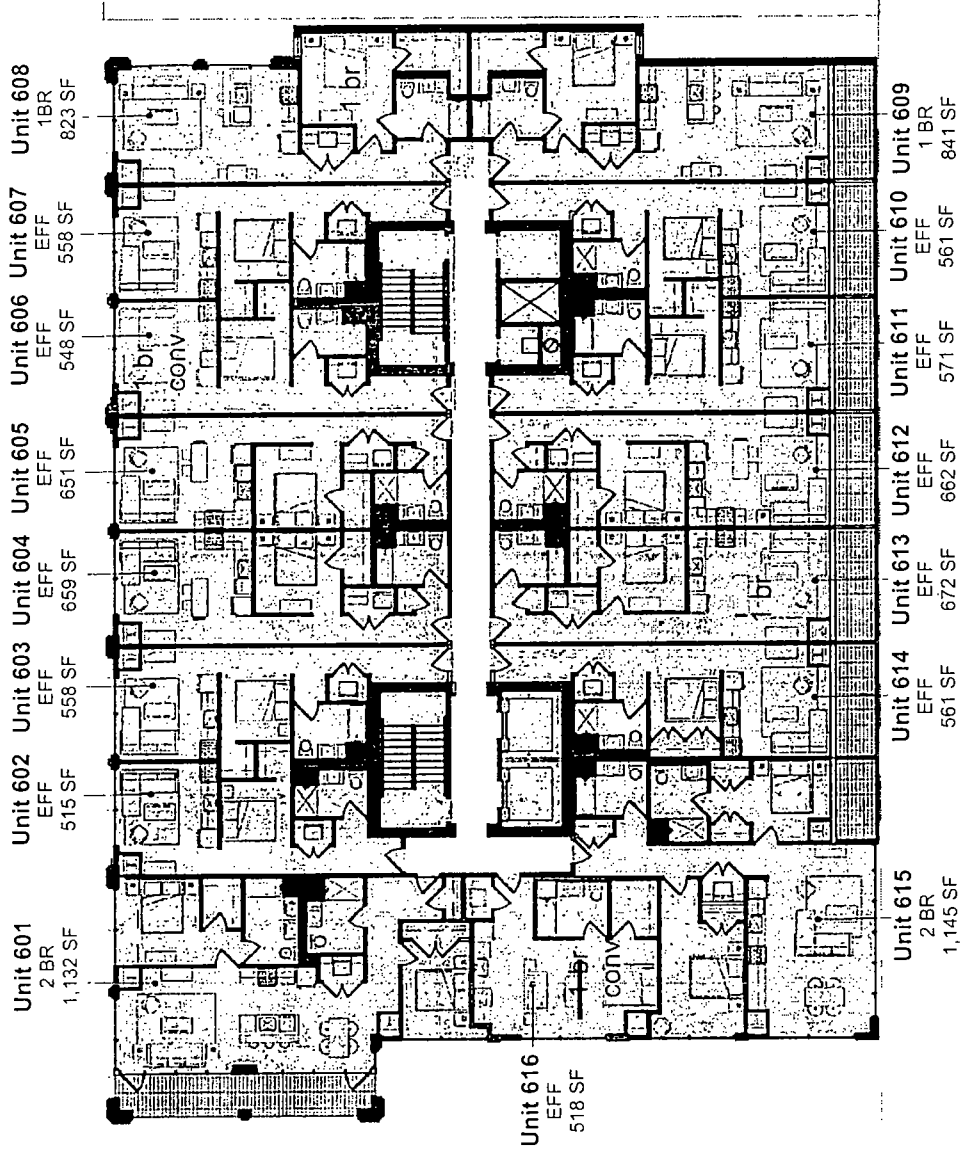 Unit 601
2 BR
1,132 SF
Unit 602
EFF
515 SF
Unit 603
EFF
558 SF
Unit 604
EFF
659 SF
Unit 605
EFF
651 SF
Unit 606
EFF
548 SF
Unit 607
EFF
558 SF
Unit 608
1BR
823 SF
1 br
1 br
conv
1 br
1 br
conv
Unit 616
EFF
518 SF
Unit 615
2 BR
1,145 SF
Unit 614
EFF
561 SF
Unit 613
EFF
672 SF
Unit 612
EFF
662 SF
Unit 611
EFF
571 SF
Unit 610
EFF
561 SF
Unit 609
1 BR
841 SF